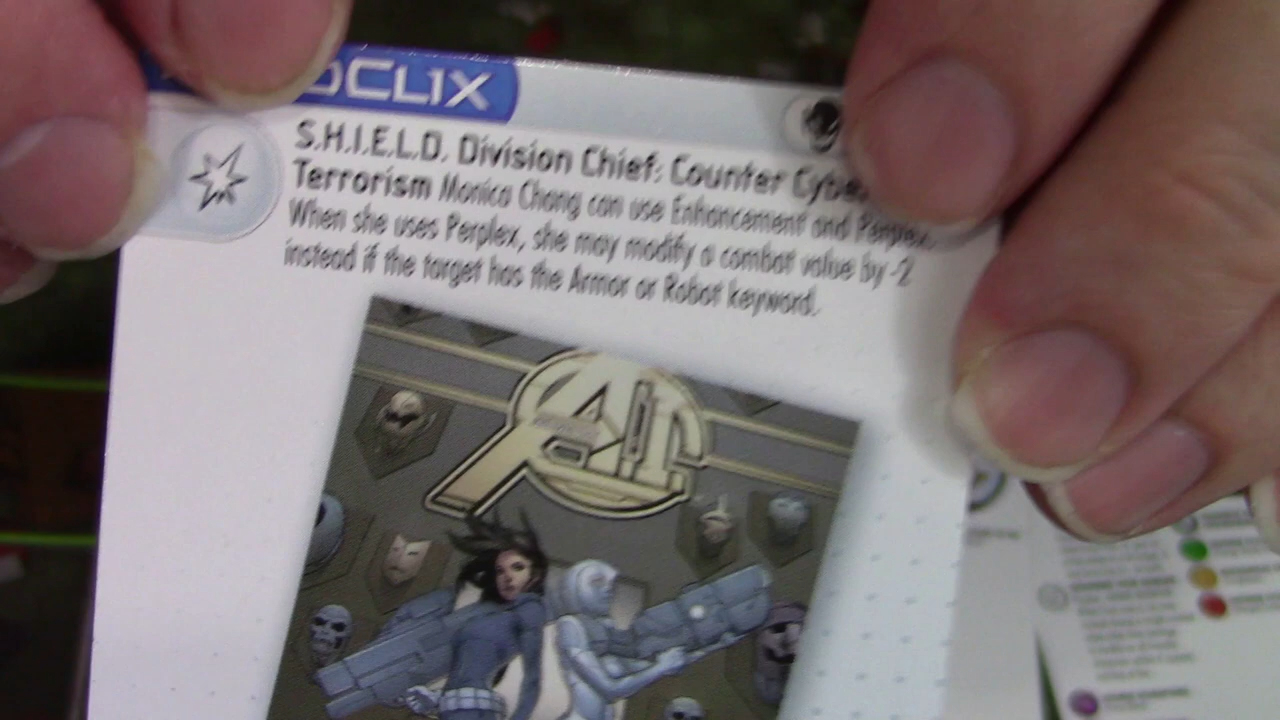 OCLIX
S.H.I.E.L.D. Division Chief: Counter Cyber
Terrorism Monica Chang can use Enhancement and Perplex.
When she uses Perplex, she may modify a combat value by -2
instead if the target has the Armor or Robot keyword.
A.I.